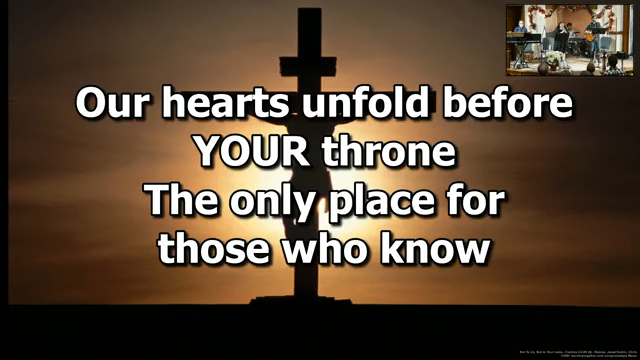 Our hearts unfold before
YOUR throne
The only place for
those who know